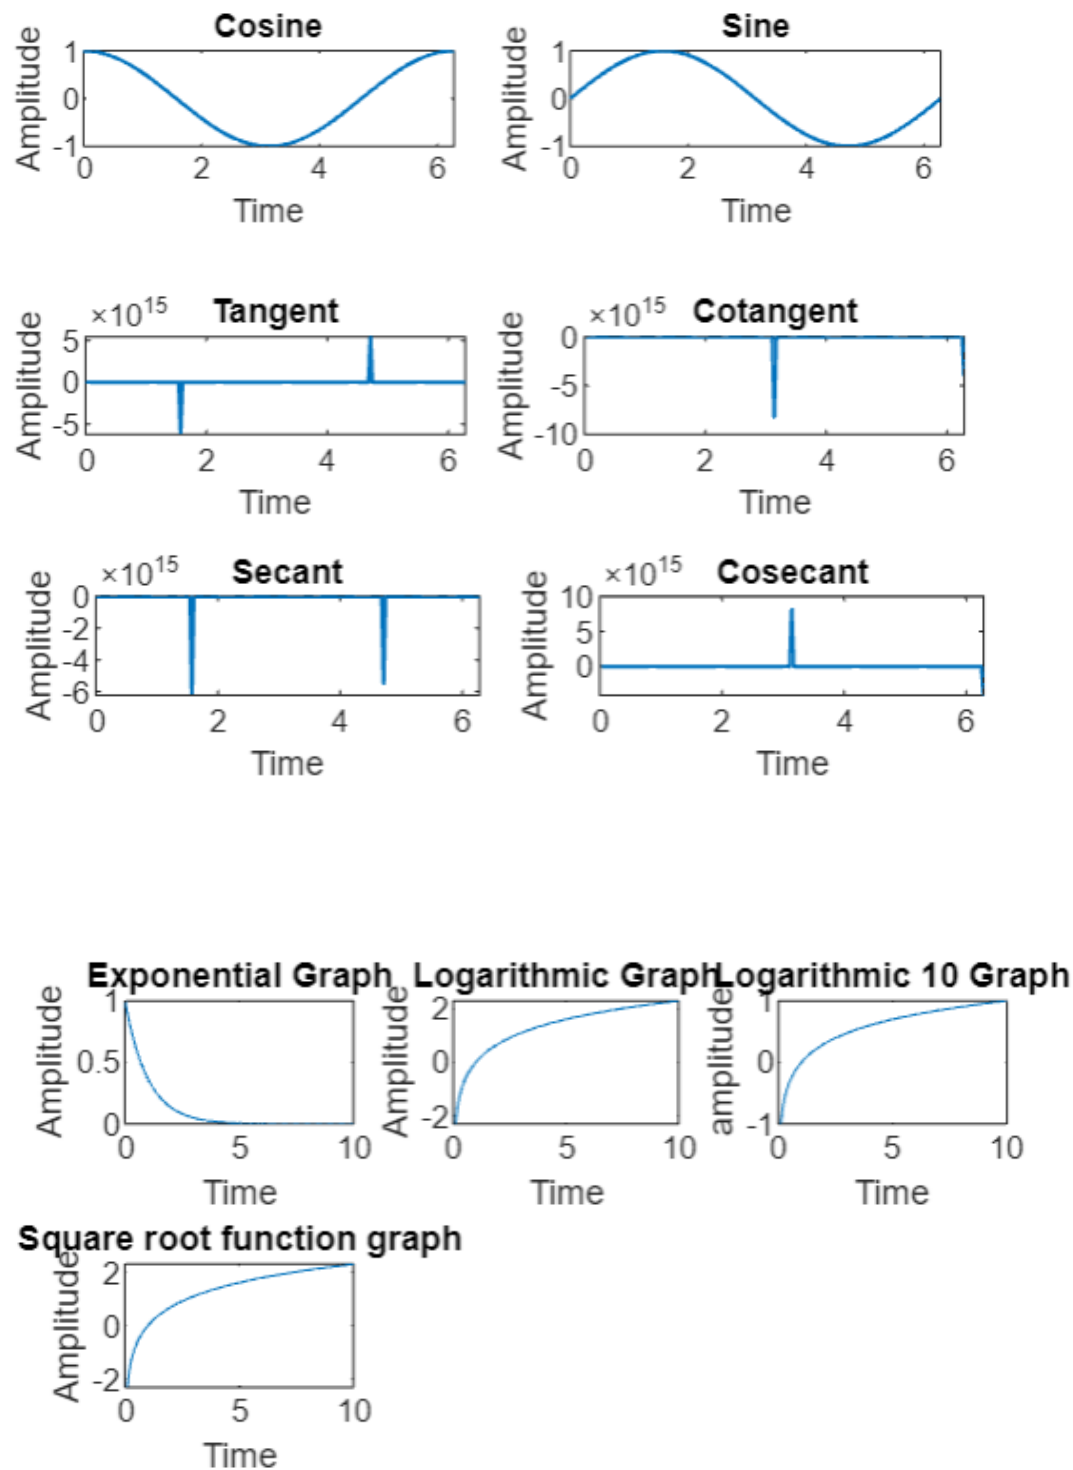 Cosine
Amplitude
1
0
-1
0 2 4 6
Time
Sine
Amplitude
1
0
-1
0 2 4 6
Time
×10^15 Tangent
Amplitude
5
0
-5
0 2 4 6
Time
×10^15 Cotangent
Amplitude
0
-5
-10
0 2 4 6
Time
×10^15 Secant
Amplitude
0
-2
-4
-6
0 2 4 6
Time
×10^15 Cosecant
Amplitude
10
5
0
0 2 4 6
Time
Exponential Graph
Amplitude
1
0.5
0
0 5 10
Time
Logarithmic Graph
Amplitude
2
0
-2
0 5 10
Time
Logarithmic 10 Graph
amplitude
1
0
-1
0 5 10
Time
Square root function graph
Amplitude
2
0
-2
0 5 10
Time